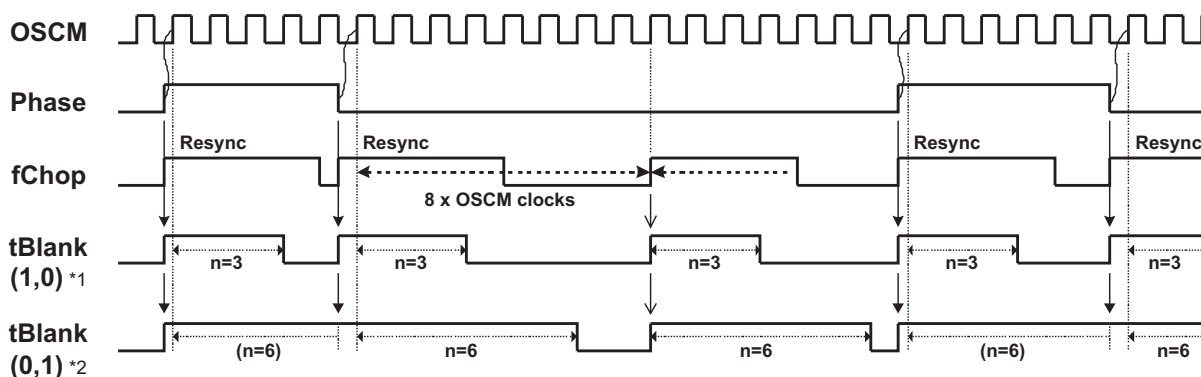 OSCM
Phase
Resync Resync Resync Resync
fChop
8 x OSCM clocks
tBlank
(1,0) *1
n=3 n=3 n=3 n=3 n=3
tBlank
(0,1) *2
(n=6) n=6 n=6 (n=6) n=6